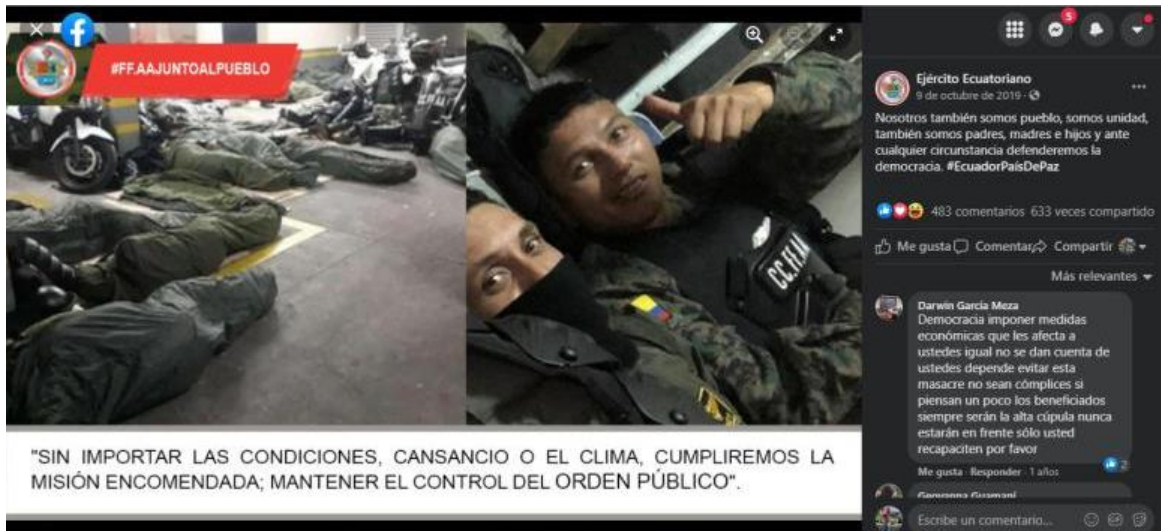 #FF.AAJUNTOALPUEBLO
CC.FF.AA
"SIN IMPORTAR LAS CONDICIONES, CANSANCIO O EL CLIMA, CUMPLIREMOS LA
MISIÓN ENCOMENDADA; MANTENER EL CONTROL DEL ORDEN PÚBLICO".
5
Ejército Ecuatoriano
9 de octubre de 2019 ·
Nosotros también somos pueblo, somos unidad,
también somos padres, madres e hijos y ante
cualquier circunstancia defenderemos la
democracia. #EcuadorPaísDePaz
483 comentarios 633 veces compartido
Me gusta Comentar Compartir
Más relevantes
Darwin García Meza
Democracia imponer medidas
económicas que les afecta a
ustedes igual no se dan cuenta de
ustedes depende evitar esta
masacre no sean cómplices si
piensan un poco los beneficiados
siempre serán la alta cúpula nunca
estarán en frente sólo usted
recapaciten por favor
2
Me gusta · Responder · 1 años
Geovanna Guamaní
Escribe un comentario...